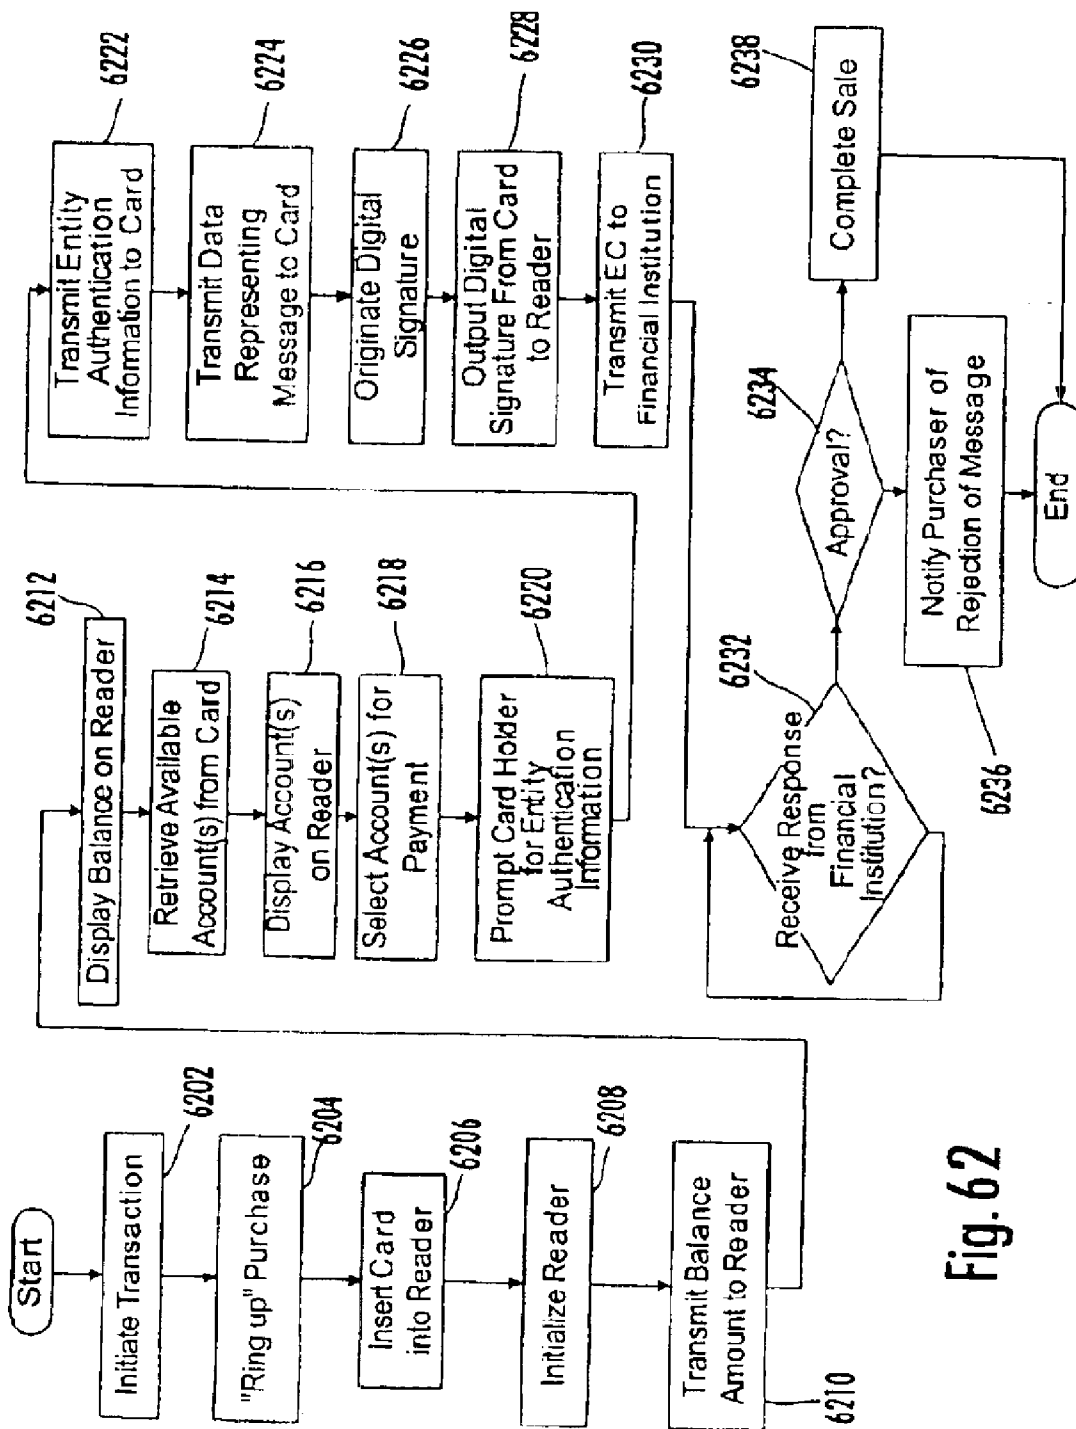 Start
Initiate Transaction
6202
"Ring up" Purchase
6204
Insert Card
into Reader
6206
Initialize Reader
6208
Transmit Balance
Amount to Reader
6210
Display Balance on Reader
6212
Retrieve Available
Account(s) from Card
6214
Display Account(s)
on Reader
6216
Select Account(s) for
Payment
6218
Prompt Card Holder
for Entity
Authentication
Information
6220
Transmit Entity
Authentication
Information to Card
6222
Transmit Data
Representing
Message to Card
6224
Originate Digital
Signature
6226
Output Digital
Signature From Card
to Reader
6228
Transmit EC to
Financial Institution
6230
Receive Response
from
Financial
Institution?
6232
Approval?
6234
Notify Purchaser of
Rejection of Message
6236
Complete Sale
6238
End
Fig. 62